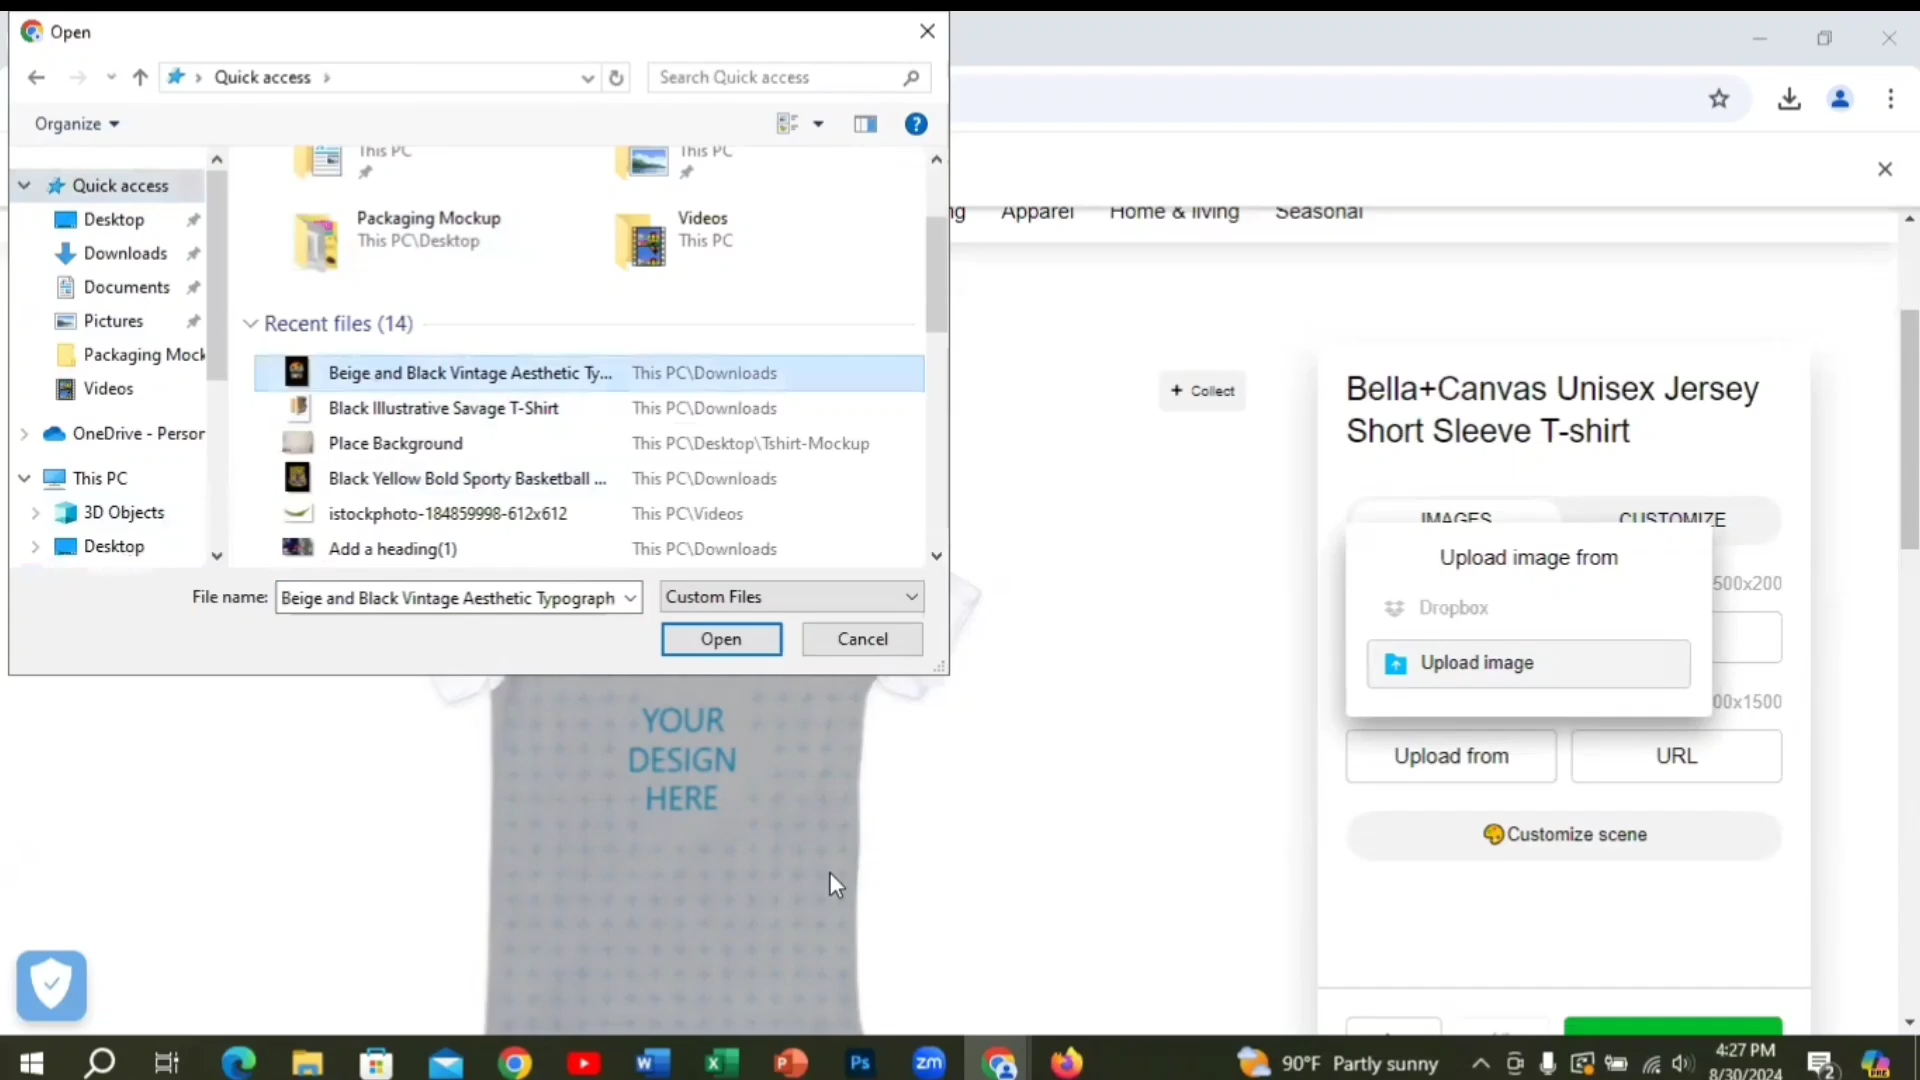 Open
Quick access
Search Quick access
Organize
This PC
This PC
Packaging Mockup
This PC\Desktop
Videos
This PC
Quick access
Desktop
Downloads
Documents
Pictures
Packaging Mock
Videos
OneDrive - Person
This PC
3D Objects
Desktop
Recent files (14)
Beige and Black Vintage Aesthetic Ty... This PC\Downloads
Black Illustrative Savage T-Shirt This PC\Downloads
Place Background This PC\Desktop\Tshirt-Mockup
Black Yellow Bold Sporty Basketball ... This PC\Downloads
istockphoto-184859998-612x612 This PC\Videos
Add a heading(1) This PC\Downloads
File name: Beige and Black Vintage Aesthetic Typograph Custom Files
Open Cancel
Apparel Home & living Seasonal
+ Collect
Bella+Canvas Unisex Jersey
Short Sleeve T-shirt
IMAGES CUSTOMIZE
Upload image from
500x200
Dropbox
Upload image
00x1500
Upload from URL
Customize scene
YOUR
DESIGN
HERE
90°F Partly sunny
4:27 PM
8/30/2024
2
W
X
P
Ps
zm
PRE